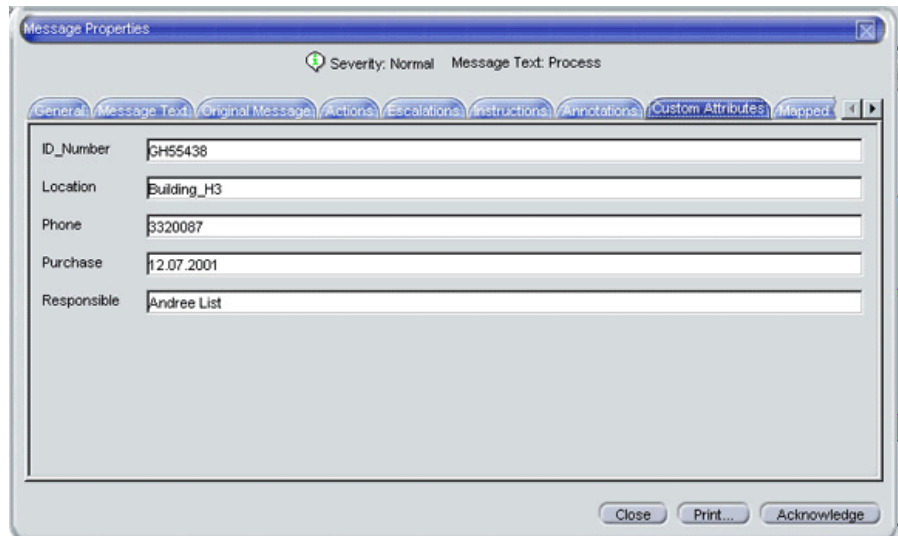 Message Properties
Severity: Normal Message Text: Process
General Message Text Original Message Actions Escalations Instructions Annotations Custom Attributes Mapped
ID_Number GH55438
Location Building_H3
Phone 3320087
Purchase 12.07.2001
Responsible Andree List
Close Print... Acknowledge